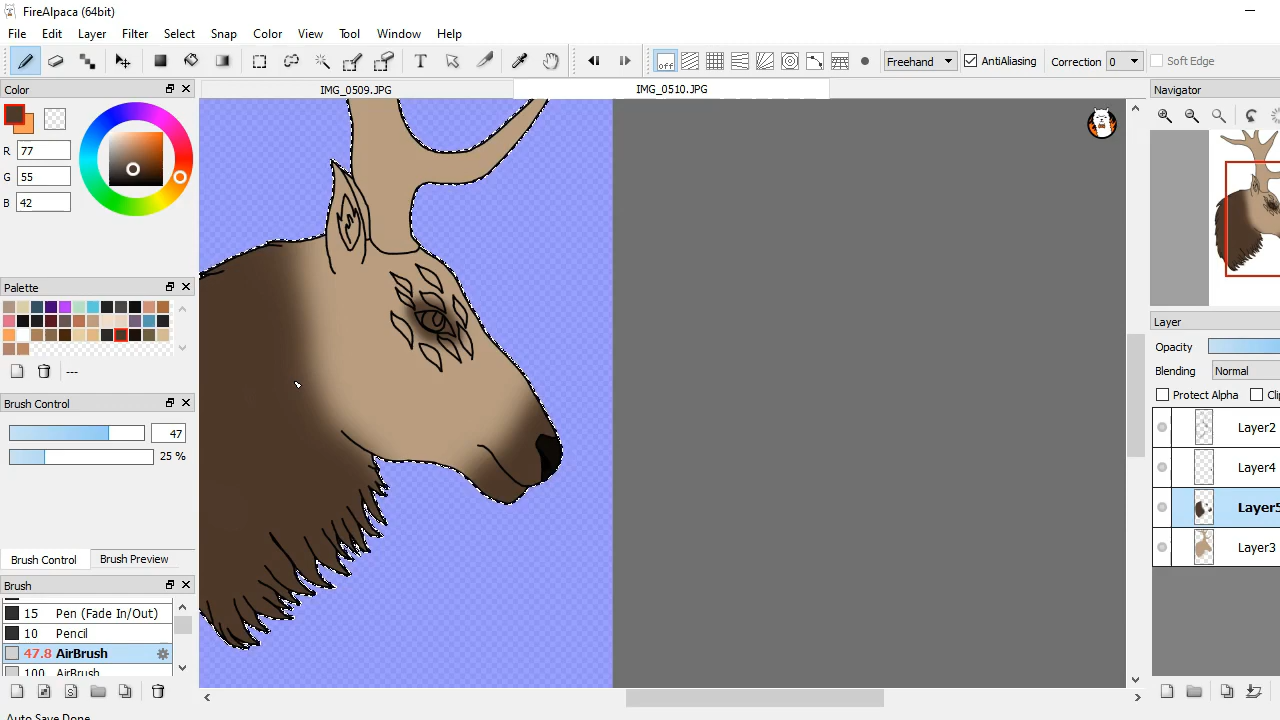 FireAlpaca (64bit)
File Edit Layer Filter Select Snap Color View Tool Window Help
T off Freehand AntiAliasing Correction 0 Soft Edge
Color IMG_0509.JPG IMG_0510.JPG Navigator
R 77
G 55
B 42
Palette
---
Brush Control
47
25 %
Brush Control Brush Preview
Brush
15 Pen (Fade In/Out)
10 Pencil
47.8 AirBrush
100 AirBrush
Auto Save Done
Layer
Opacity
Blending Normal
Protect Alpha Cli
Layer2
Layer4
Layer5
Layer3